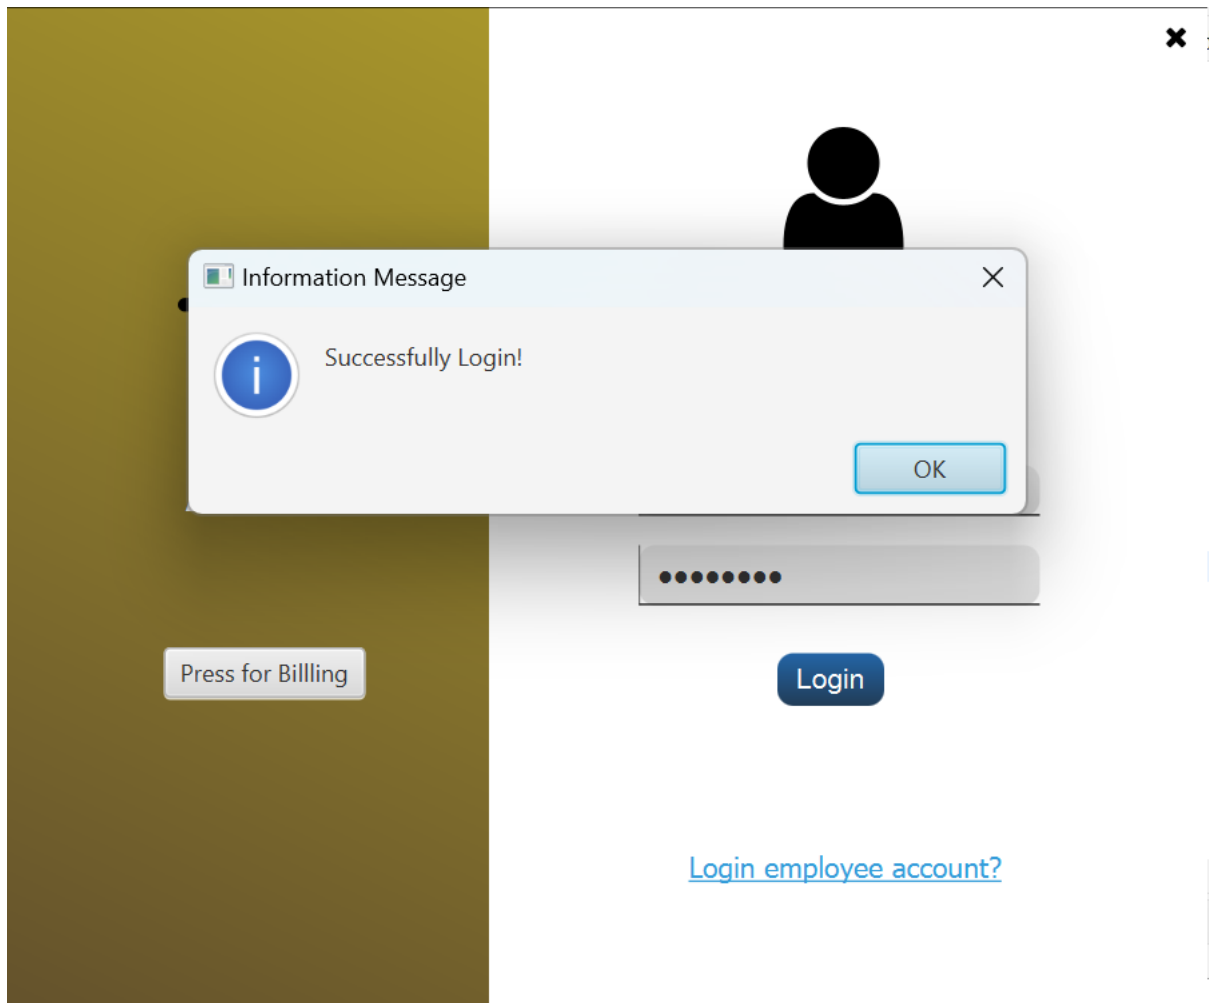 Information Message
Successfully Login!
OK
Press for Billling
Login
Login employee account?